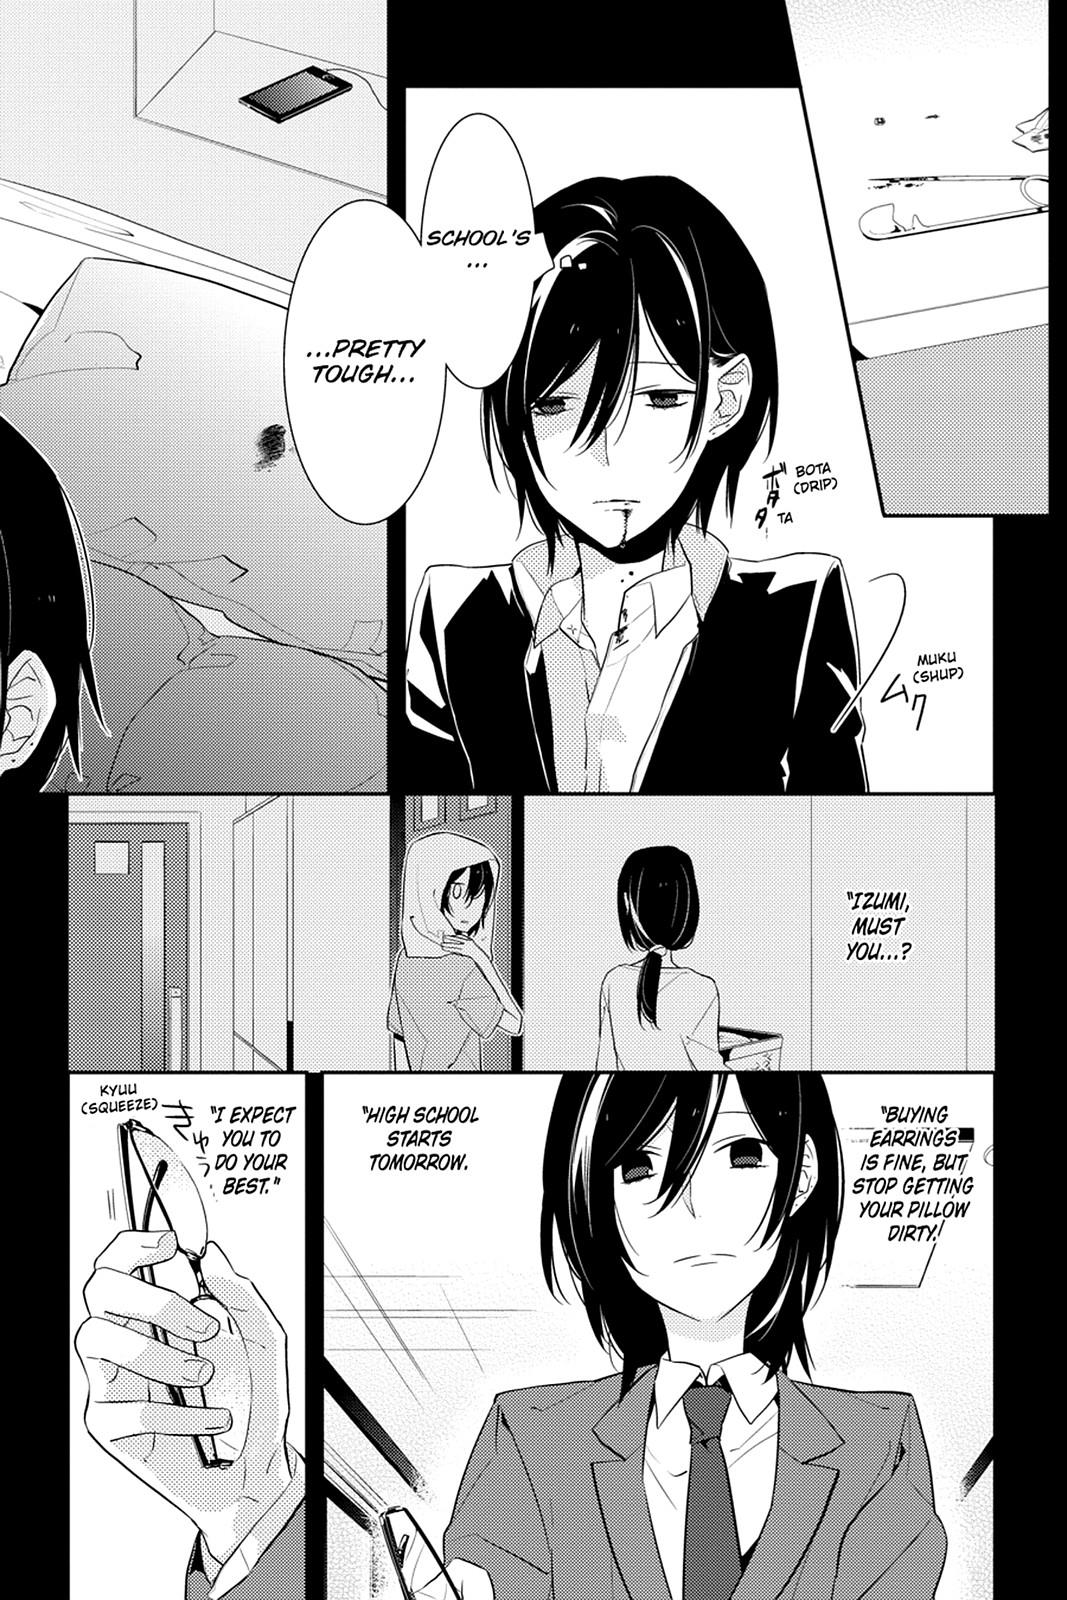 SCHOOL'S
...
...PRETTY
TOUGH...
ボタ
タ
BOTA
(DRIP)
TA
MUKU
(SHUP)
ムク
"IZUMI,
MUST
YOU...?
"BUYING
EARRINGS
IS FINE, BUT
STOP GETTING
YOUR PILLOW
DIRTY.
"HIGH SCHOOL
STARTS
TOMORROW.
"I EXPECT
YOU TO
DO YOUR
BEST."
KYUU
(SQUEEZE)
きゅう